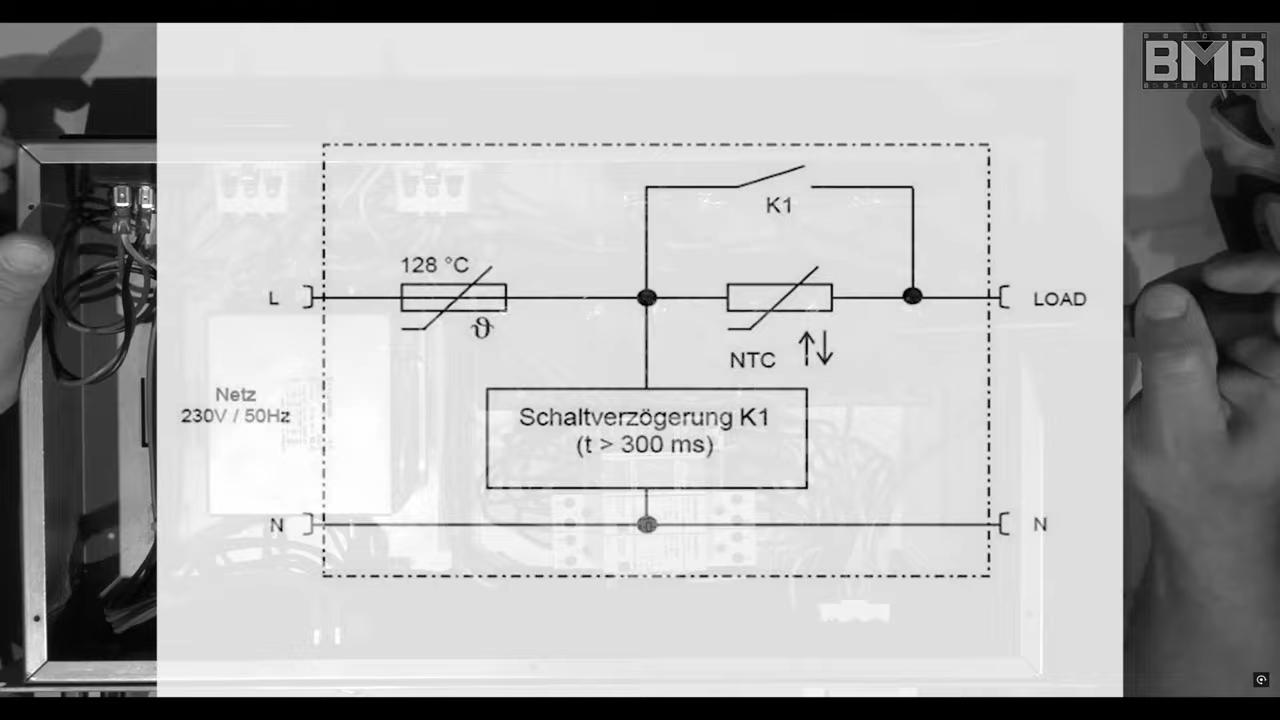 BMR
K1
128 °C
ϑ
L
LOAD
NTC ↑↓
Netz
230V / 50Hz
Schaltverzögerung K1
(t > 300 ms)
N
N